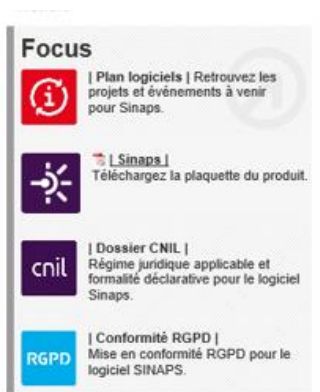 Focus
| Plan logiciels | Retrouvez les
projets et événements à venir
pour Sinaps.
| Sinaps |
Téléchargez la plaquette du produit.
cnil
| Dossier CNIL |
Régime juridique applicable et
formalité déclarative pour le logiciel
Sinaps.
RGPD
| Conformité RGPD |
Mise en conformité RGPD pour le
logiciel SINAPS.